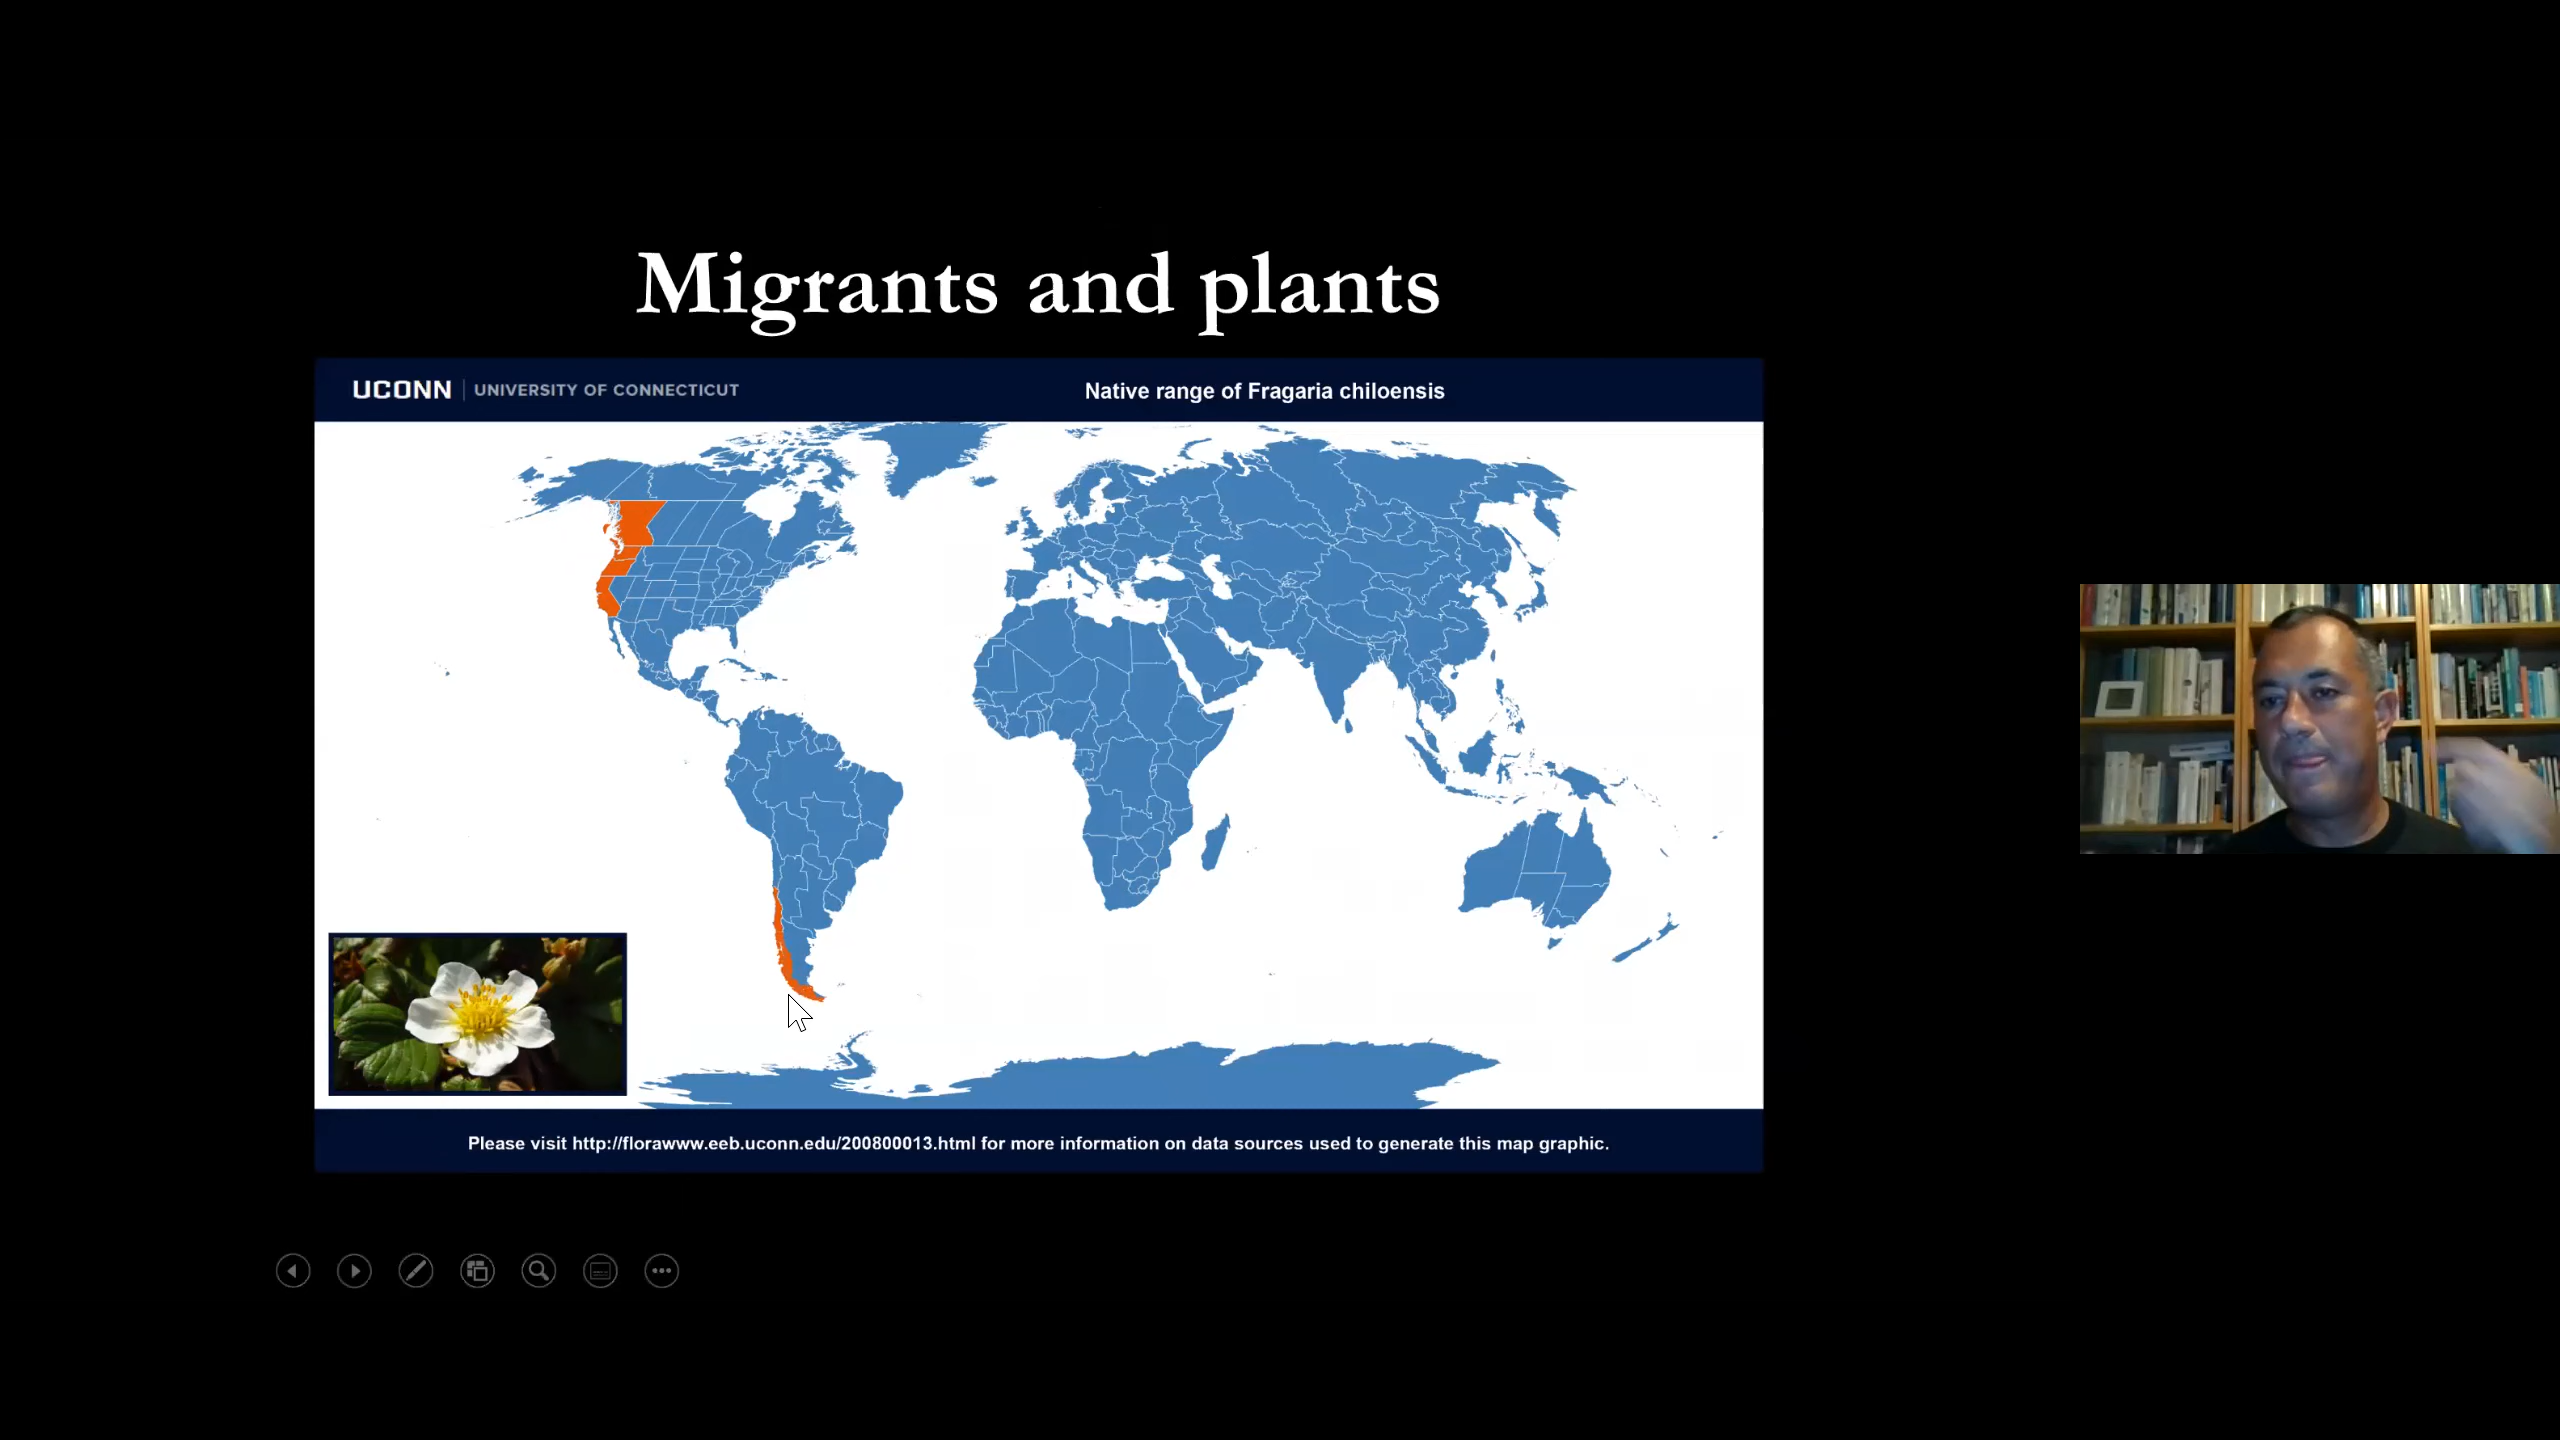 Migrants and plants
UCONN | UNIVERSITY OF CONNECTICUT
Native range of Fragaria chiloensis
Please visit http://florawww.eeb.uconn.edu/200800013.html for more information on data sources used to generate this map graphic.